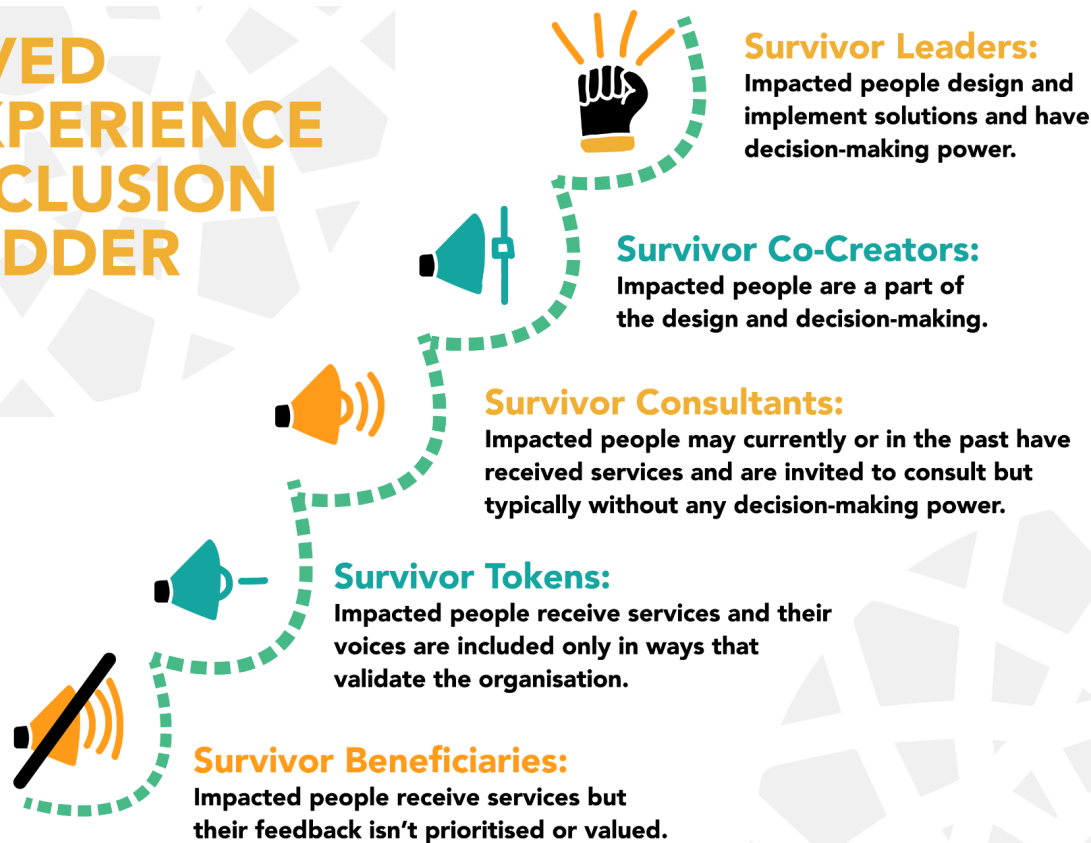 VED
XPERIENCE
CLUSION
DDER
Survivor Leaders:
Impacted people design and
implement solutions and have
decision-making power.
Survivor Co-Creators:
Impacted people are a part of
the design and decision-making.
Survivor Consultants:
Impacted people may currently or in the past have
received services and are invited to consult but
typically without any decision-making power.
Survivor Tokens:
Impacted people receive services and their
voices are included only in ways that
validate the organisation.
Survivor Beneficiaries:
Impacted people receive services but
their feedback isn’t prioritised or valued.